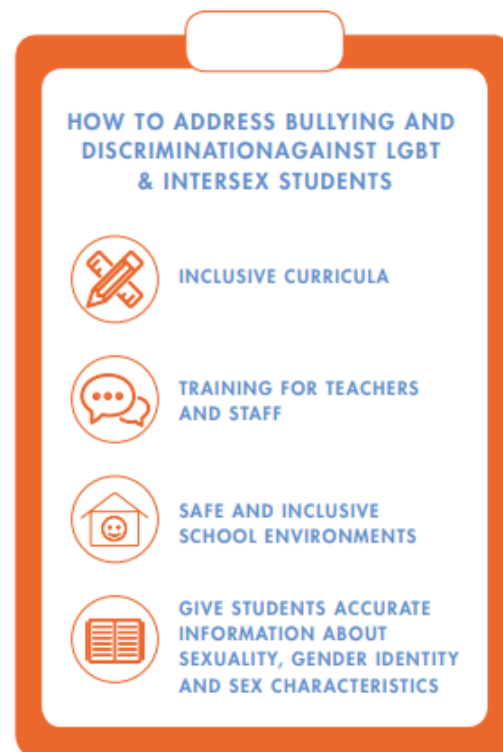 HOW TO ADDRESS BULLYING AND
DISCRIMINATIONAGAINST LGBT
& INTERSEX STUDENTS
INCLUSIVE CURRICULA
TRAINING FOR TEACHERS
AND STAFF
SAFE AND INCLUSIVE
SCHOOL ENVIRONMENTS
GIVE STUDENTS ACCURATE
INFORMATION ABOUT
SEXUALITY, GENDER IDENTITY
AND SEX CHARACTERISTICS